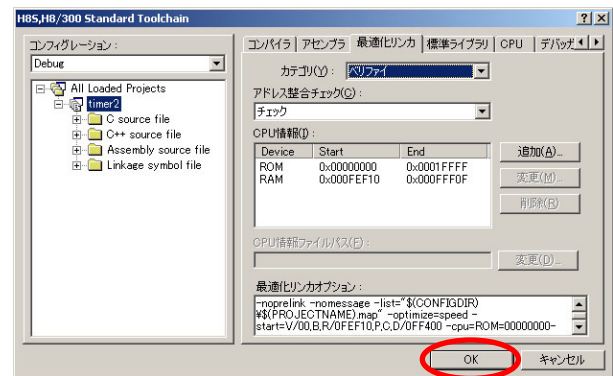 H8S,H8/300 Standard Toolchain
コンフィグレーション :
Debug
All Loaded Projects
timer2
C source file
C++ source file
Assembly source file
Linkage symbol file
コンパイラ アセンブラ 最適化リンカ 標準ライブラリ CPU デバッガ
カテゴリ(Y) : ベリファイ
アドレス整合チェック(C) :
チェック
CPU情報(I) :
Device Start End
ROM 0x00000000 0x0001FFFF
RAM 0x000FEF10 0x000FFF0F
追加(A)...
変更(M)...
削除(R)
CPU情報ファイルパス(F) :
変更(D)...
最適化リンカオプション :
-noprelink -nomessage -list="$(CONFIGDIR)
¥$(PROJECTNAME).map" -optimize=speed -
start=V/00,B,R/0FEF10,P,C,D/0FF400 -cpu=ROM=00000000-
OK キャンセル